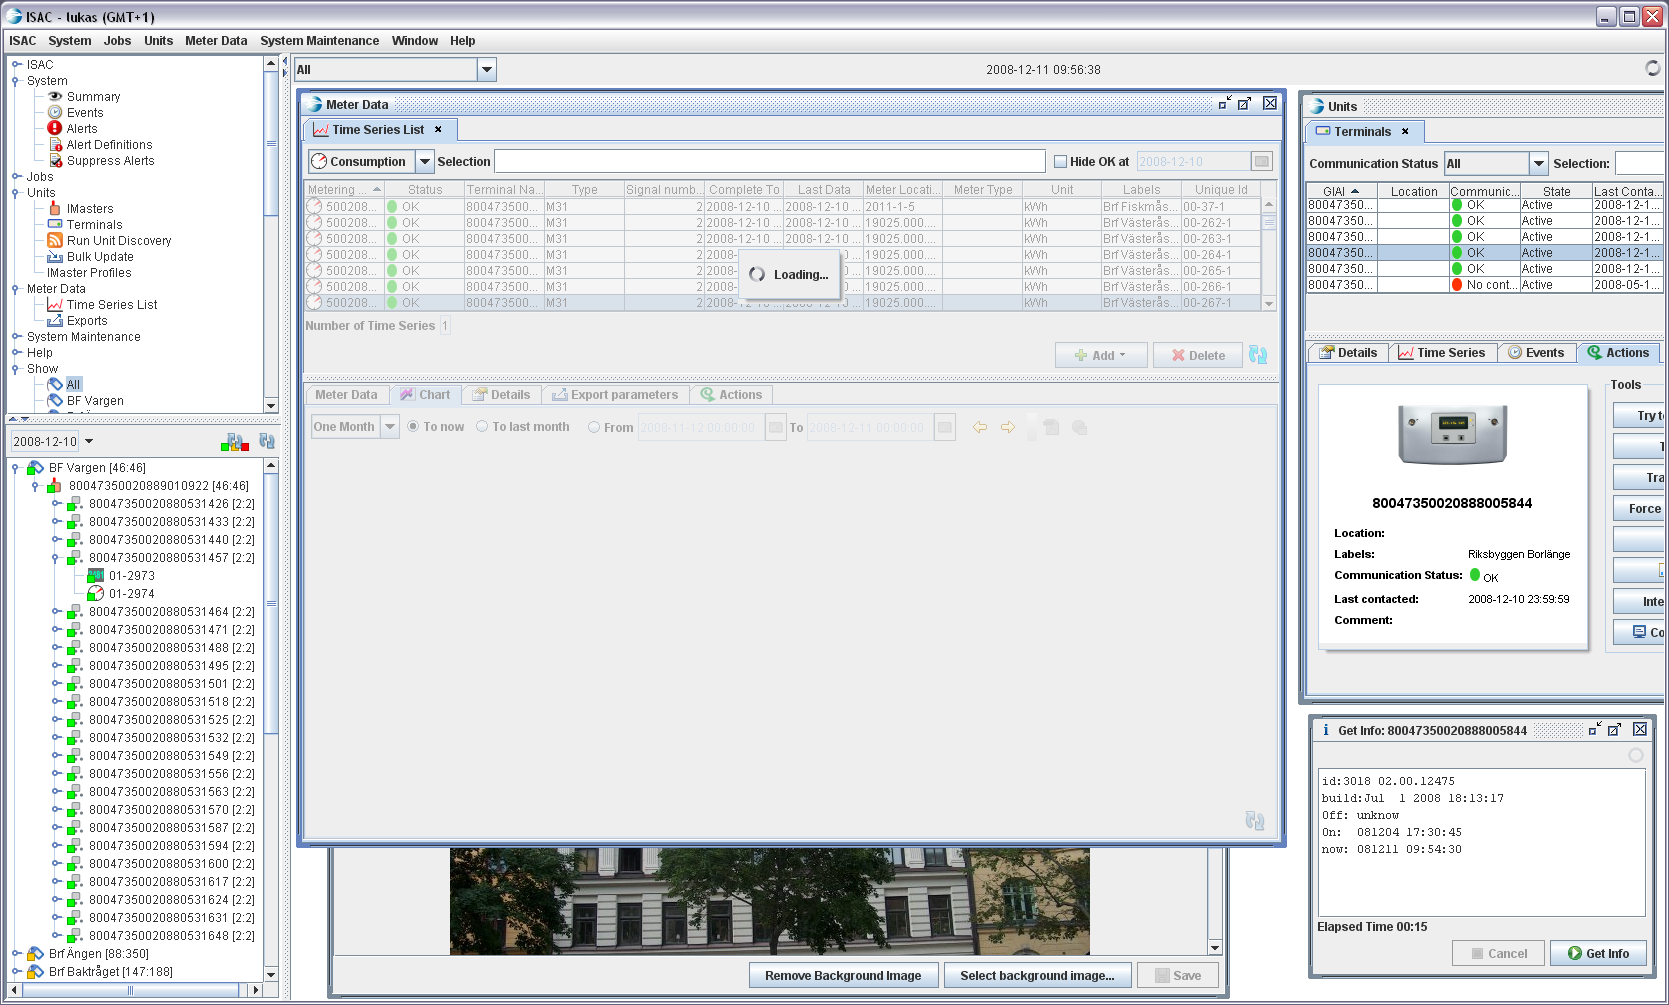 ISAC - lukas (GMT+1)
ISAC System Jobs Units Meter Data System Maintenance Window Help
ISAC
System
Summary
Events
Alerts
Alert Definitions
Suppress Alerts
Jobs
Units
IMasters
Terminals
Run Unit Discovery
Bulk Update
IMaster Profiles
Meter Data
Time Series List
Exports
System Maintenance
Help
Show
All
BF Vargen
2008-12-10
BF Vargen [46:46]
80047350020889010922 [46:46]
80047350020880531426 [2:2]
80047350020880531433 [2:2]
80047350020880531440 [2:2]
80047350020880531457 [2:2]
01-2973
01-2974
80047350020880531464 [2:2]
80047350020880531471 [2:2]
80047350020880531488 [2:2]
80047350020880531495 [2:2]
80047350020880531501 [2:2]
80047350020880531518 [2:2]
80047350020880531525 [2:2]
80047350020880531532 [2:2]
80047350020880531549 [2:2]
80047350020880531556 [2:2]
80047350020880531563 [2:2]
80047350020880531570 [2:2]
80047350020880531587 [2:2]
80047350020880531594 [2:2]
80047350020880531600 [2:2]
80047350020880531617 [2:2]
80047350020880531624 [2:2]
80047350020880531631 [2:2]
80047350020880531648 [2:2]
Brf Ängen [88:350]
Brf Baktråget [147:188]
All
2008-12-11 09:56:38
Meter Data
Time Series List
Consumption Selection Hide OK at 2008-12-10
Metering ... Status Terminal Na... Type Signal numb... Complete To Last Data Meter Locati... Meter Type Unit Labels Unique Id
500208... OK 800473500... M31 2 2008-12-10 ... 2008-12-10 ... 2011-1-5 kWh Brf Fiskmås... 00-37-1
500208... OK 800473500... M31 2 2008-12-10 ... 2008-12-10 ... 19025.000.... kWh Brf Västerås... 00-262-1
500208... OK 800473500... M31 2 2008-12-10 ... 2008-12-10 ... 19025.000.... kWh Brf Västerås... 00-263-1
500208... OK 800473500... M31 2 2008- 19025.000.... kWh Brf Västerås... 00-264-1
500208... OK 800473500... M31 2 2008- 19025.000.... kWh Brf Västerås... 00-265-1
500208... OK 800473500... M31 2 2008- 19025.000.... kWh Brf Västerås... 00-266-1
500208... OK 800473500... M31 2 2008-12-10 ... 2008-12-10 ... 19025.000.... kWh Brf Västerås... 00-267-1
Loading...
Number of Time Series 1
Add Delete
Meter Data Chart Details Export parameters Actions
One Month To now To last month From 2008-11-12 00:00:00 To 2008-12-11 00:00:00
Remove Background Image Select background image... Save
Units
Terminals
Communication Status All Selection:
GIAI Location Communic... State Last Conta...
80047350... OK Active 2008-12-1...
80047350... OK Active 2008-12-1...
80047350... OK Active 2008-12-1...
80047350... OK Active 2008-12-1...
80047350... OK Active 2008-12-1...
80047350... No cont... Active 2008-05-1...
Details Time Series Events Actions
80047350020888005844
Location:
Labels: Riksbyggen Borlänge
Communication Status: OK
Last contacted: 2008-12-10 23:59:59
Comment:
Tools
Try to
T
Tra
Force
Inte
Co
Get Info: 80047350020888005844
id:3018 02.00.12475
build:Jul 1 2008 18:13:17
Off: unknow
On: 081204 17:30:45
now: 081211 09:54:30
Elapsed Time 00:15
Cancel Get Info